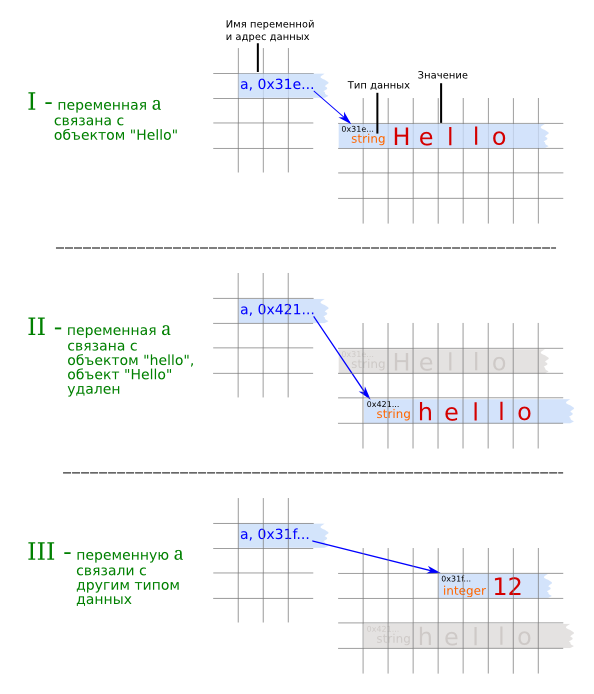 Имя переменной
и адрес данных
a, 0x31e...
Тип данных
Значение
I - переменная a
связана с
объектом "Hello"
0x31e...
string
H e l l o
a, 0x421...
II - переменная a
связана с
объектом "hello",
объект "Hello"
удален
0x31e...
string
H e l l o
0x421...
string
h e l l o
a, 0x31f...
III - переменную a
связали с
другим типом
данных
0x31f...
integer
12
0x421...
string
h e l l o